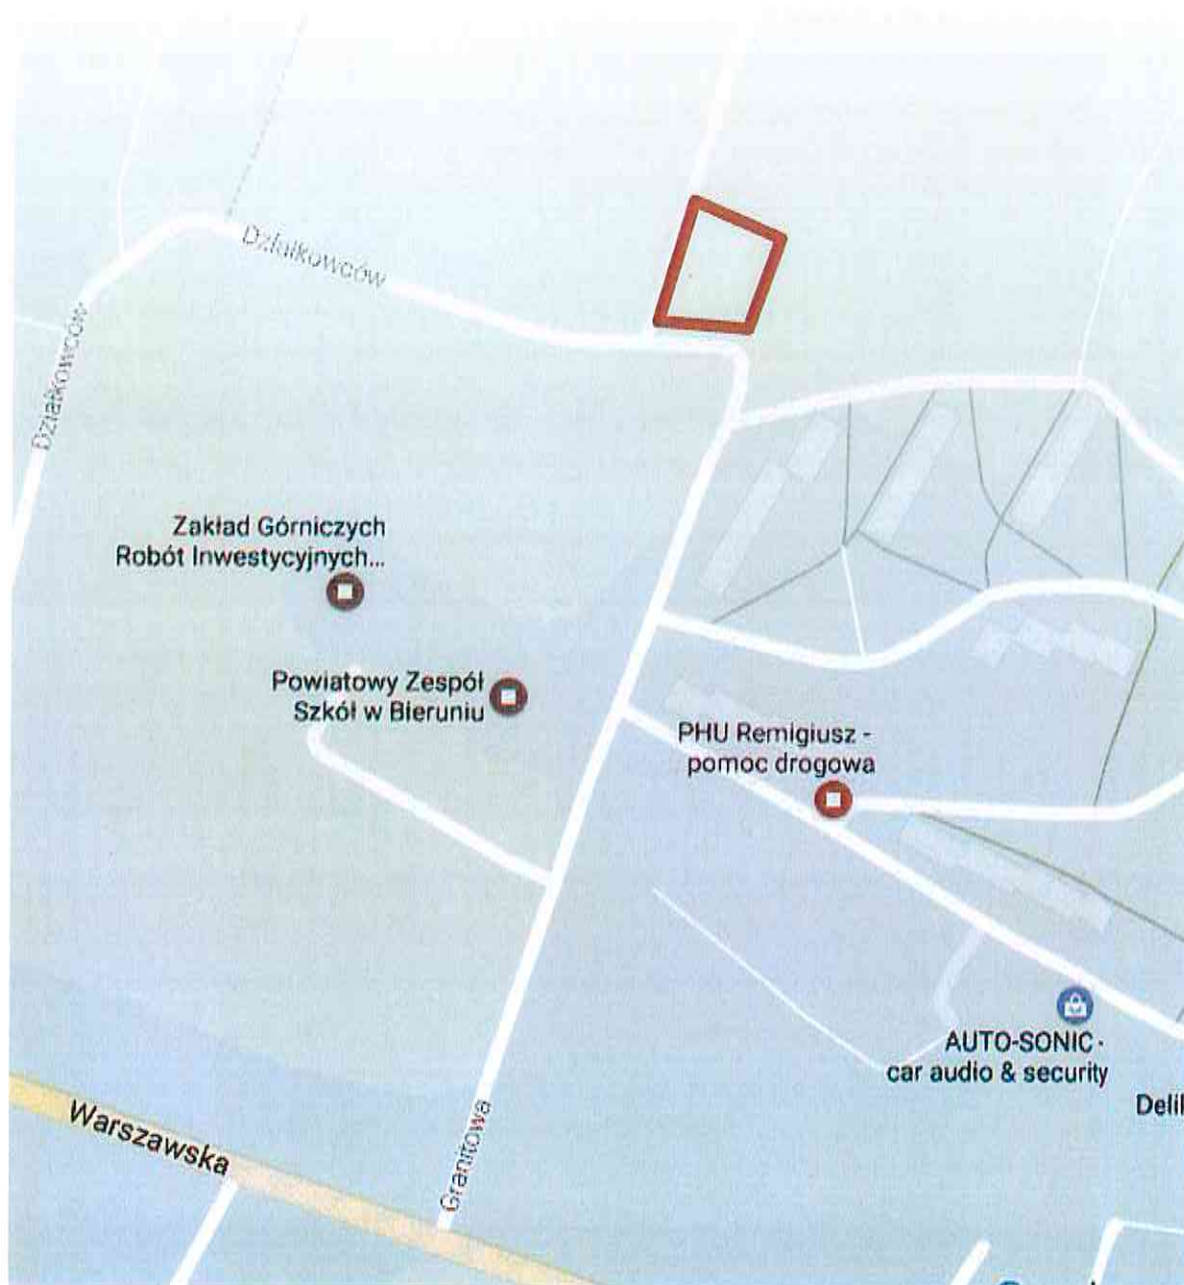 Działkowców
Działkowców
Zakład Górniczych
Robót Inwestycyjnych...
Powiatowy Zespół
Szkół w Bieruniu
PHU Remigiusz -
pomoc drogowa
AUTO-SONIC -
car audio & security
Delik
Warszawska
Granitowa